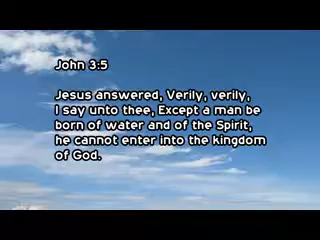 John 3:5
Jesus answered, Verily, verily,
I say unto thee, Except a man be
born of water and of the Spirit,
he cannot enter into the kingdom
of God.